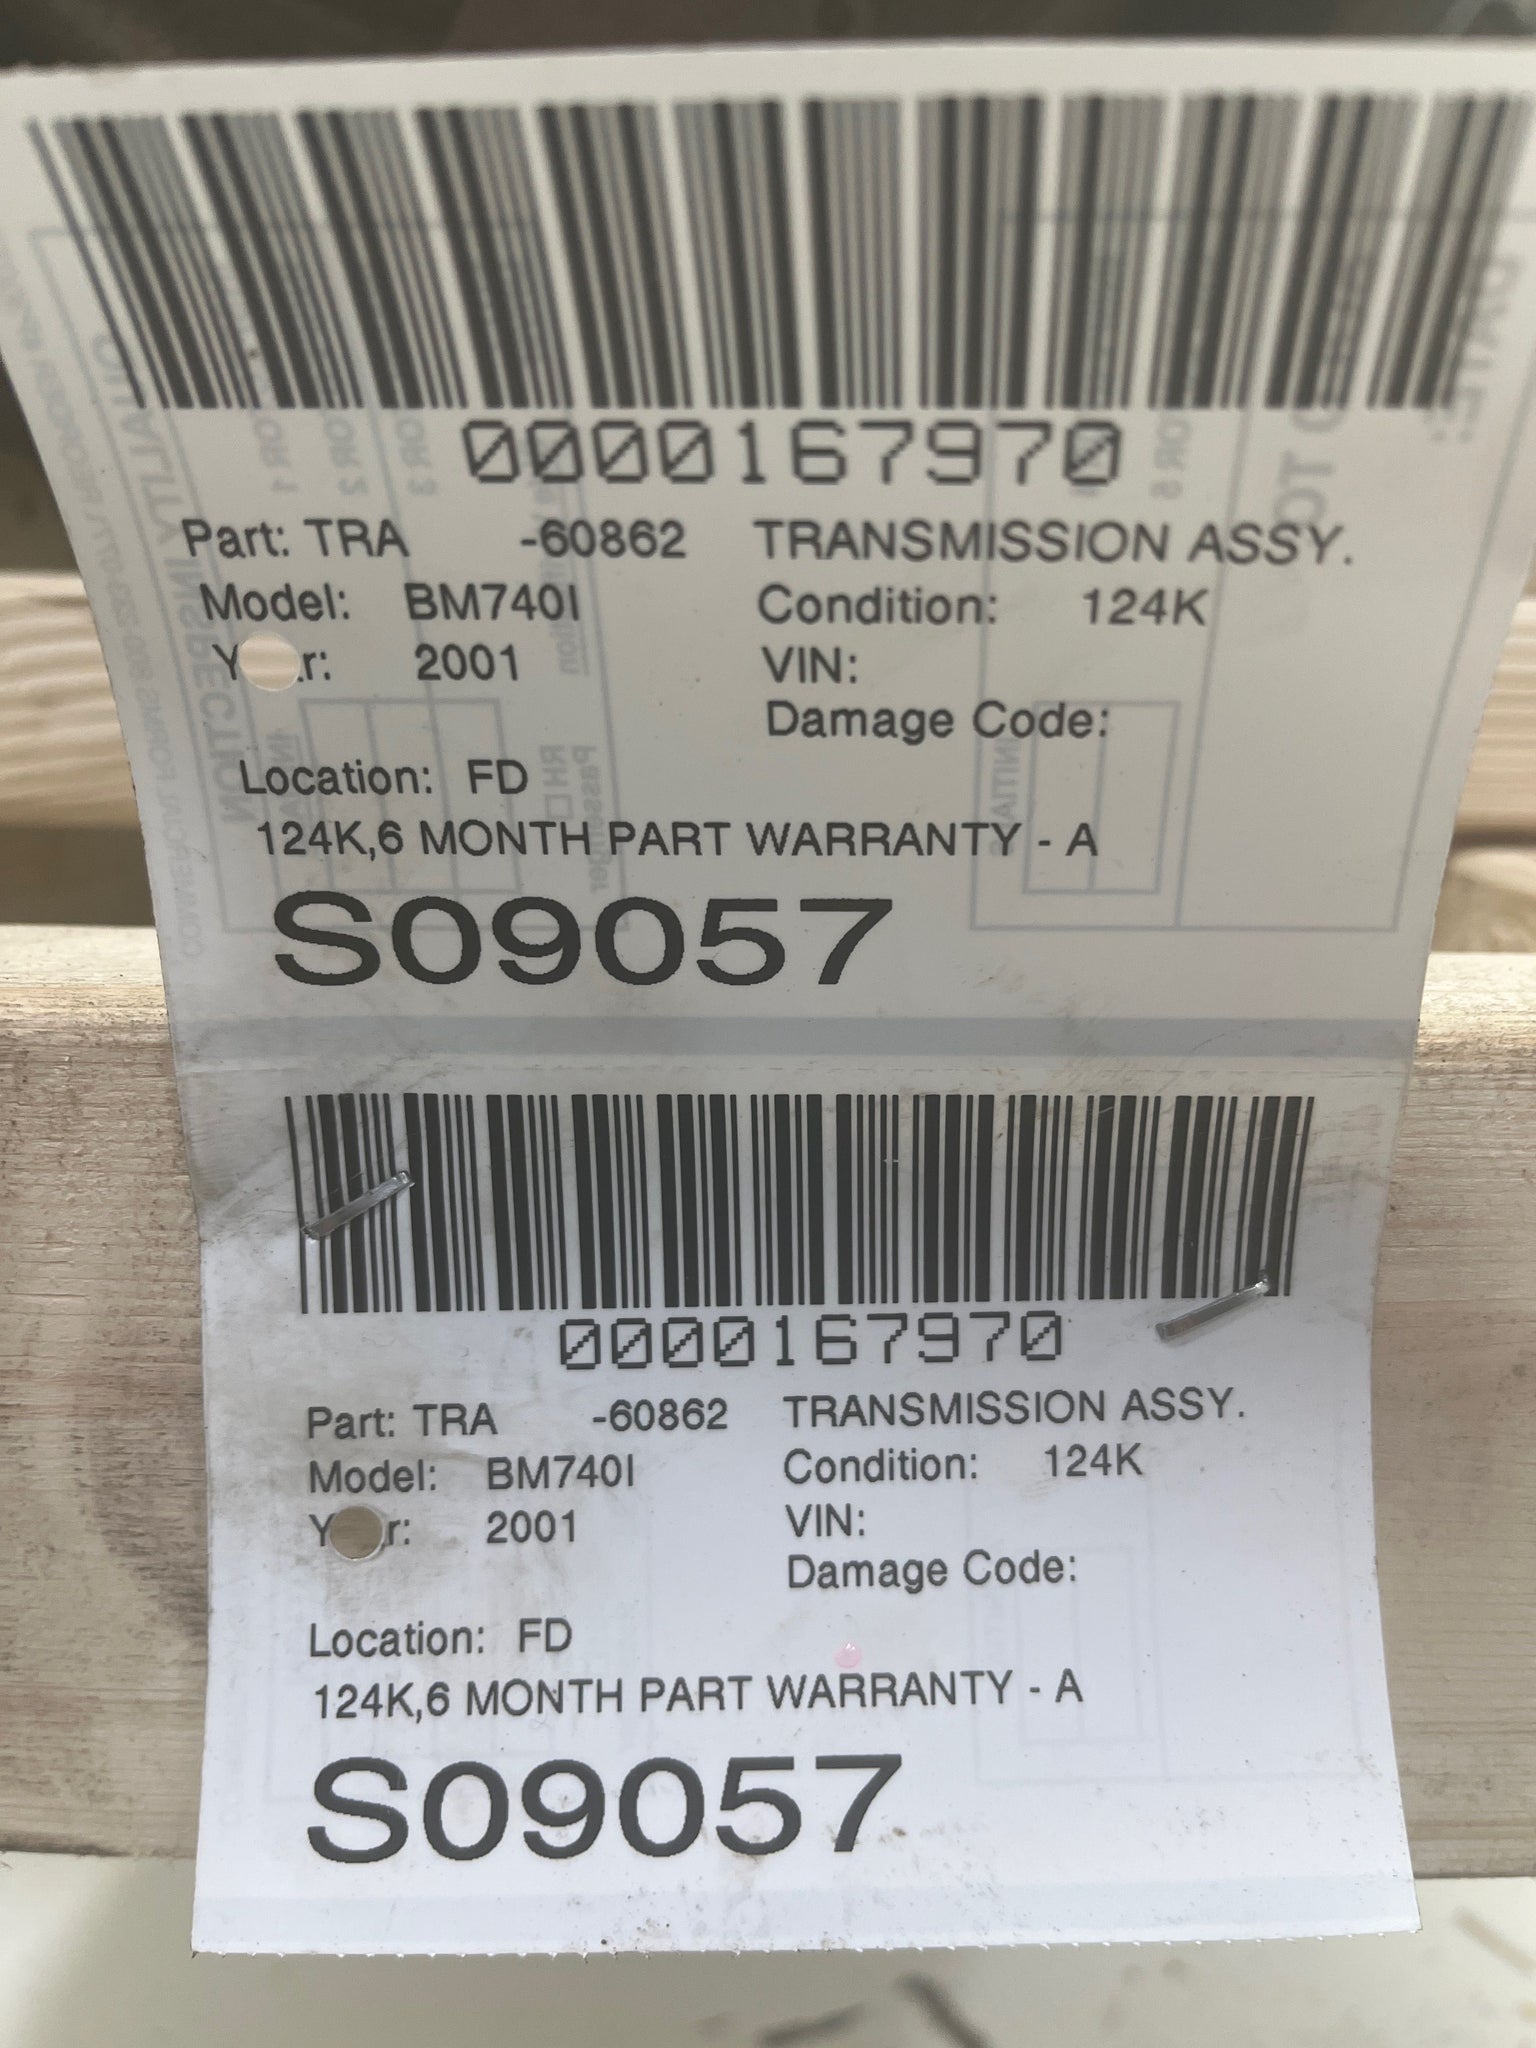 0000167970
Part: TRA -60862 TRANSMISSION ASSY.
Model: BM740I Condition: 124K
Y r: 2001 VIN:
Damage Code:
Location: FD
124K,6 MONTH PART WARRANTY - A
S09057
0000167970
Part: TRA -60862 TRANSMISSION ASSY.
Model: BM740I Condition: 124K
Y r: 2001 VIN:
Damage Code:
Location: FD
124K,6 MONTH PART WARRANTY - A
S09057